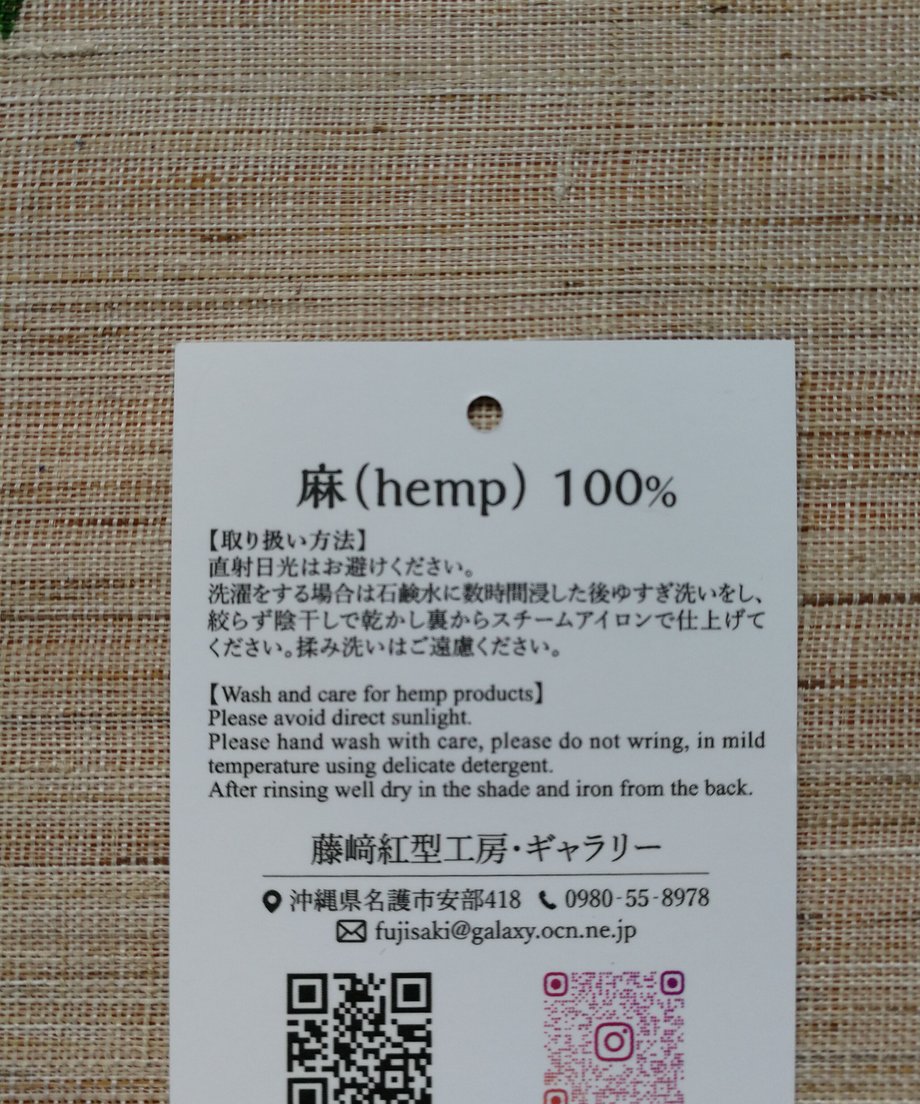 麻(hemp) 100%
【取り扱い方法】
直射日光はお避けください。
洗濯をする場合は石鹸水に数時間浸した後ゆすぎ洗いをし、
絞らず陰干しで乾かし裏からスチームアイロンで仕上げて
ください。揉み洗いはご遠慮ください。
【Wash and care for hemp products】
Please avoid direct sunlight.
Please hand wash with care, please do not wring, in mild
temperature using delicate detergent.
After rinsing well dry in the shade and iron from the back.
藤﨑紅型工房・ギャラリー
沖縄県名護市安部418 0980-55-8978
fujisaki@galaxy.ocn.ne.jp